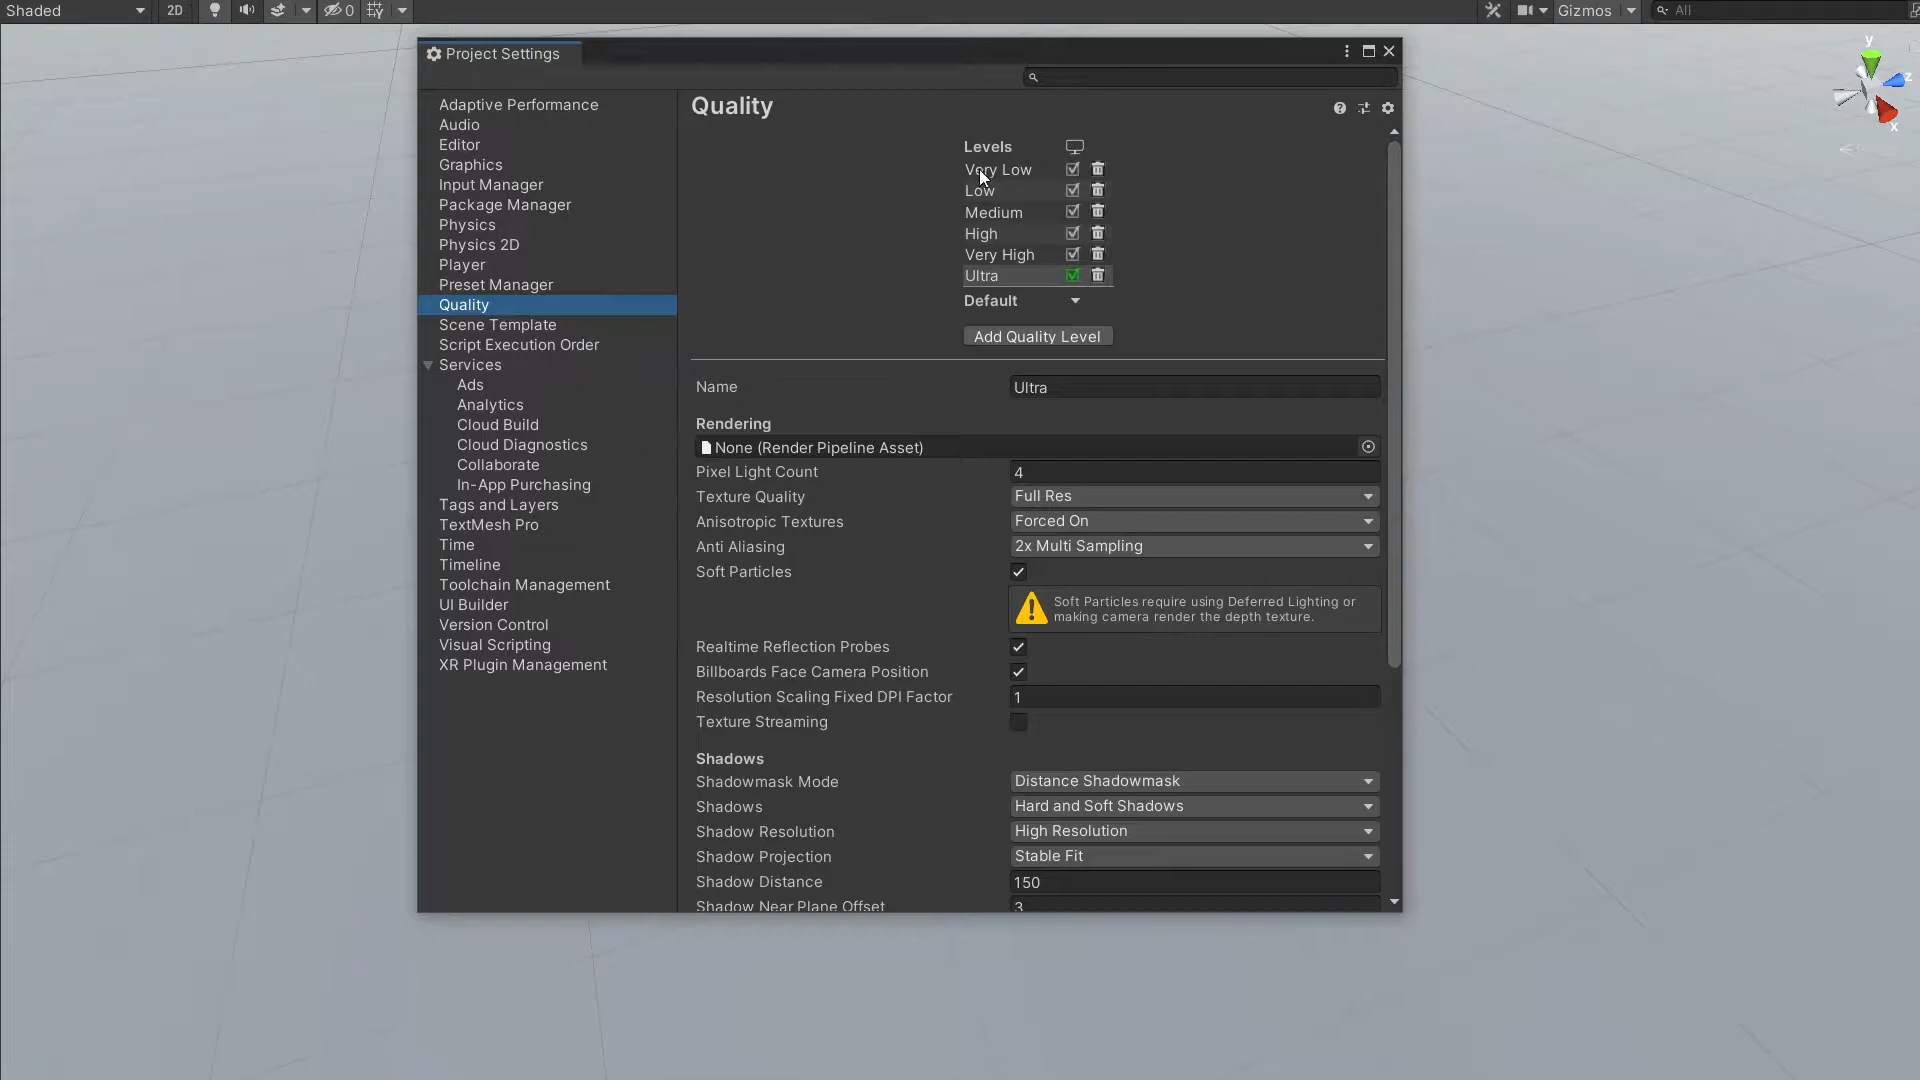 Shaded
2D
0
Gizmos
All
Project Settings
Adaptive Performance
Audio
Editor
Graphics
Input Manager
Package Manager
Physics
Physics 2D
Player
Preset Manager
Quality
Scene Template
Script Execution Order
Services
Ads
Analytics
Cloud Build
Cloud Diagnostics
Collaborate
In-App Purchasing
Tags and Layers
TextMesh Pro
Time
Timeline
Toolchain Management
UI Builder
Version Control
Visual Scripting
XR Plugin Management
Quality
Levels
Very Low
Low
Medium
High
Very High
Ultra
Default
Add Quality Level
Name Ultra
Rendering
None (Render Pipeline Asset)
Pixel Light Count 4
Texture Quality Full Res
Anisotropic Textures Forced On
Anti Aliasing 2x Multi Sampling
Soft Particles
Soft Particles require using Deferred Lighting or
making camera render the depth texture.
Realtime Reflection Probes
Billboards Face Camera Position
Resolution Scaling Fixed DPI Factor 1
Texture Streaming
Shadows
Shadowmask Mode Distance Shadowmask
Shadows Hard and Soft Shadows
Shadow Resolution High Resolution
Shadow Projection Stable Fit
Shadow Distance 150
Shadow Near Plane Offset 3
y
z
x